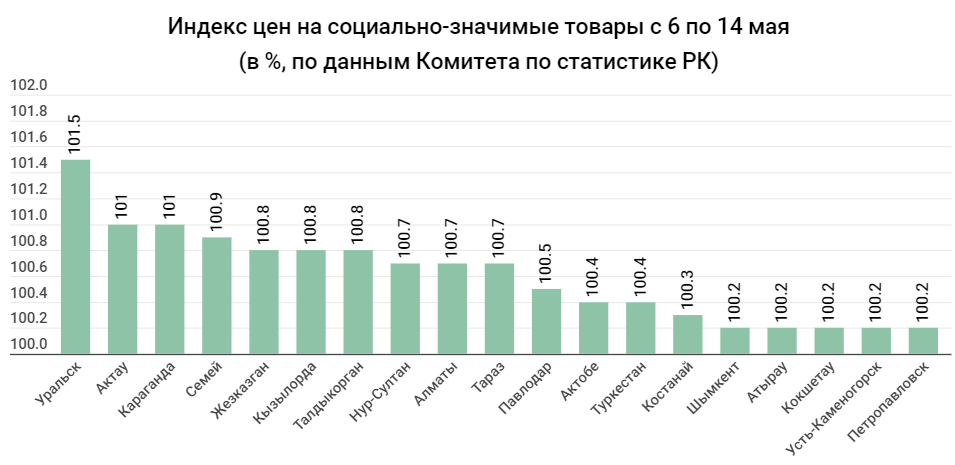 Индекс цен на социально-значимые товары с 6 по 14 мая
(в %, по данным Комитета по статистике РК)
102.0
101.8
101.6
101.4
101.2
101.0
100.8
100.6
100.4
100.2
100.0
101.5
101
101
100.9
100.8
100.8
100.8
100.7
100.7
100.7
100.5
100.4
100.4
100.3
100.2
100.2
100.2
100.2
100.2
Уральск
Актау
Караганда
Семей
Жезказган
Кызылорда
Талдыкорган
Нур-Султан
Алматы
Тараз
Павлодар
Актобе
Туркестан
Костанай
Шымкент
Атырау
Кокшетау
Усть-Каменогорск
Петропавловск